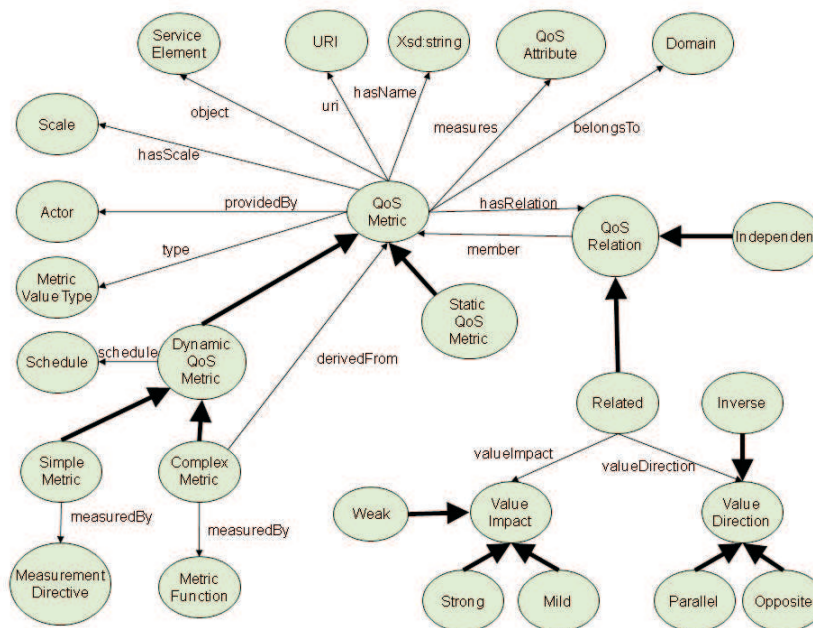 Service
Element
URI
Xsd:string
QoS
Attribute
Domain
object
uri
hasName
measures
belongsTo
Scale
hasScale
Actor
providedBy
QoS
Metric
hasRelation
QoS
Relation
Independen
type
member
Metric
Value Type
Static
QoS
Metric
Schedule
schedule
Dynamic
QoS
Metric
derivedFrom
Related
Inverse
Simple
Metric
Complex
Metric
valueImpact
valueDirection
Weak
Value
Impact
Value
Direction
measuredBy
measuredBy
Measurement
Directive
Metric
Function
Strong
Mild
Parallel
Opposite